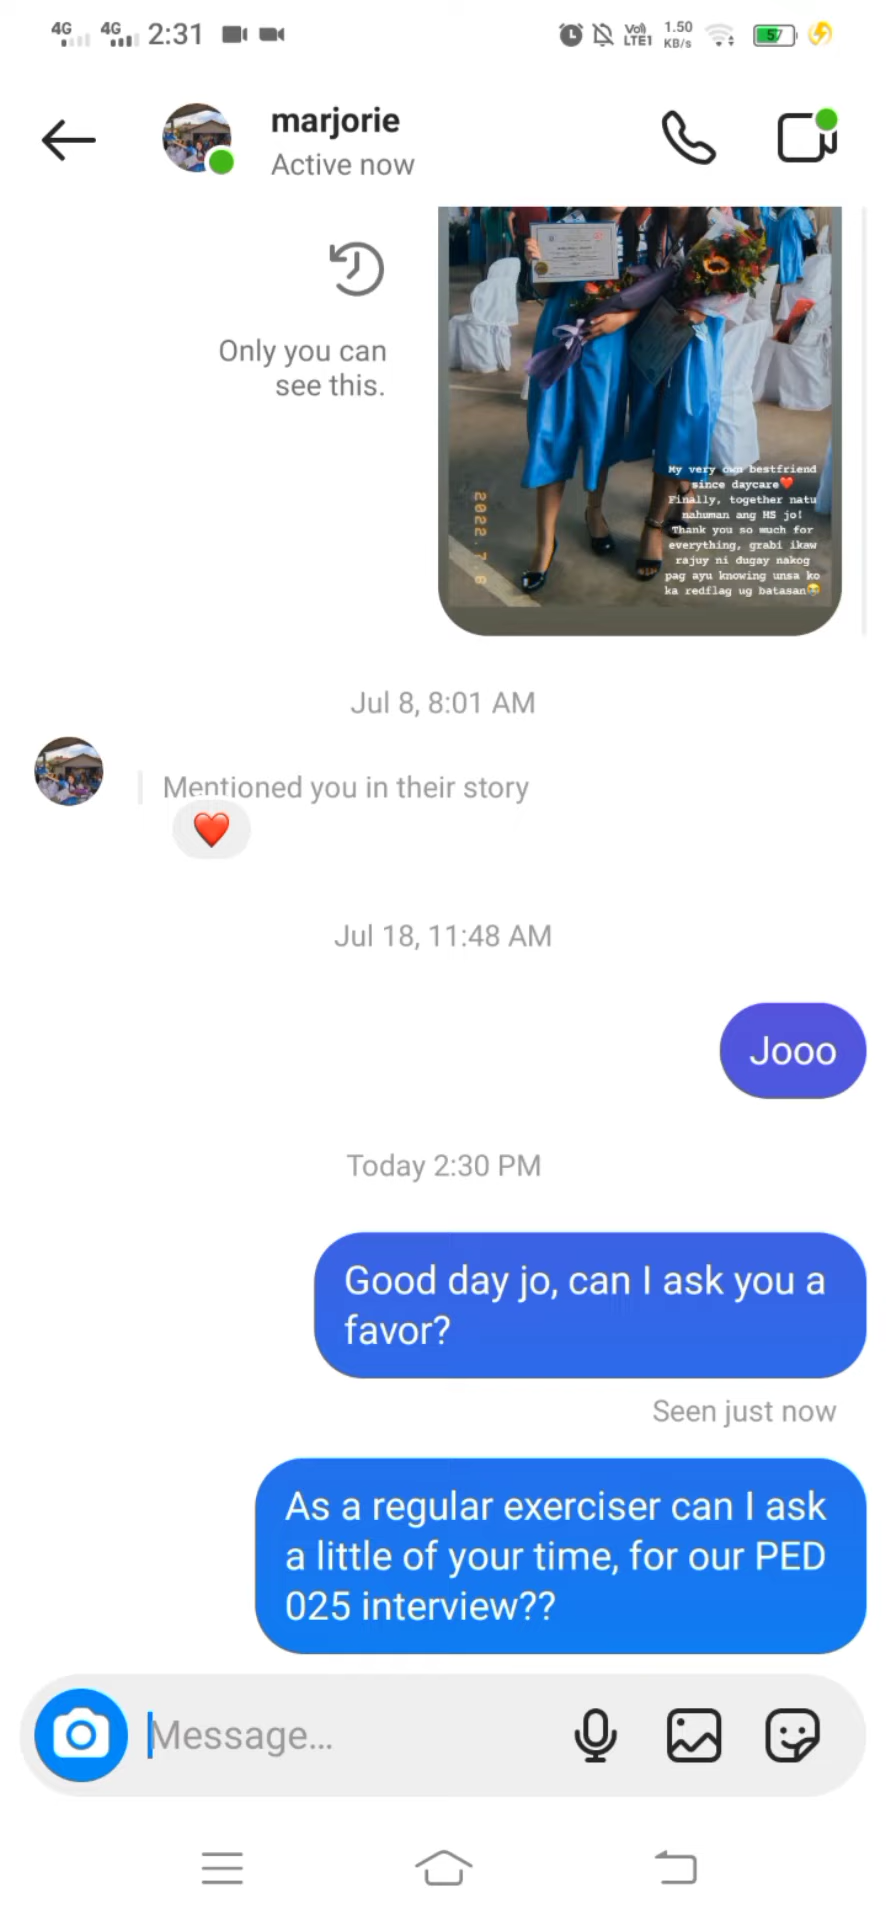 4G 4G 2:31 Vo)) LTE1 1.50 KB/s 57
marjorie
Active now
Only you can
see this.
My very own bestfriend
since daycare❤️
Finally, together natu
nahuman ang HS jo!
Thank you so much for
everything, grabi ikaw
rajuy ni dugay nakog
pag ayu knowing unsa ko
ka redflag ug batasan😭
2022.7.6
Jul 8, 8:01 AM
Mentioned you in their story
❤️
Jul 18, 11:48 AM
Jooo
Today 2:30 PM
Good day jo, can I ask you a
favor?
Seen just now
As a regular exerciser can I ask
a little of your time, for our PED
025 interview??
Message...